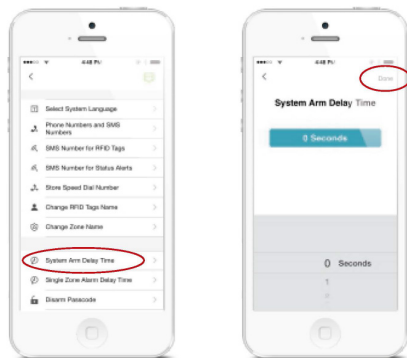 4:48 PM
Select System Language
Phone Numbers and SMS
Numbers
SMS Number for RFID Tags
SMS Number for Status Alerts
Store Speed Dial Number
Change RFID Tags Name
Change Zone Name
System Arm Delay Time
Single Zone Alarm Delay Time
Disarm Passcode
4:48 PM
Done
System Arm Delay Time
0 Seconds
0 Seconds
1